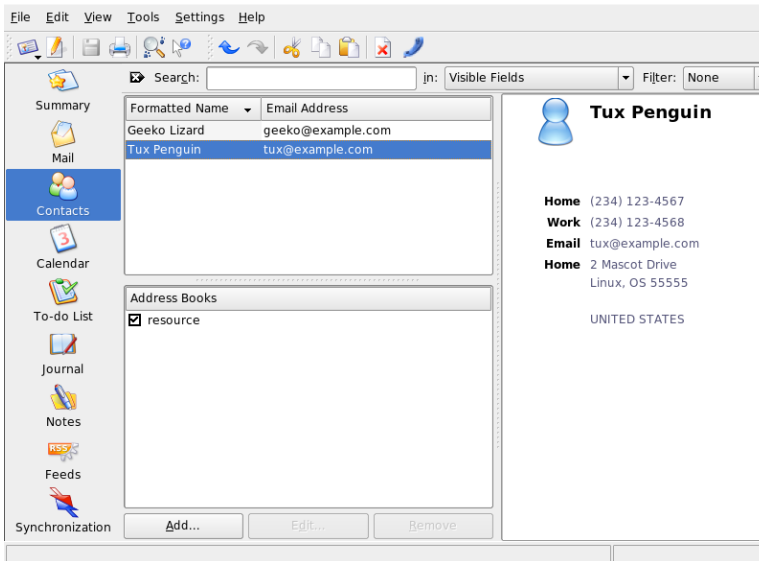 File Edit View Tools Settings Help
Search: in: Visible Fields Filter: None
Summary
Mail
Contacts
3
Calendar
To-do List
Journal
Notes
RSS
Feeds
Synchronization
Formatted Name Email Address
Geeko Lizard geeko@example.com
Tux Penguin tux@example.com
Address Books
resource
Add... Edit... Remove
Tux Penguin
Home (234) 123-4567
Work (234) 123-4568
Email tux@example.com
Home 2 Mascot Drive
Linux, OS 55555
UNITED STATES